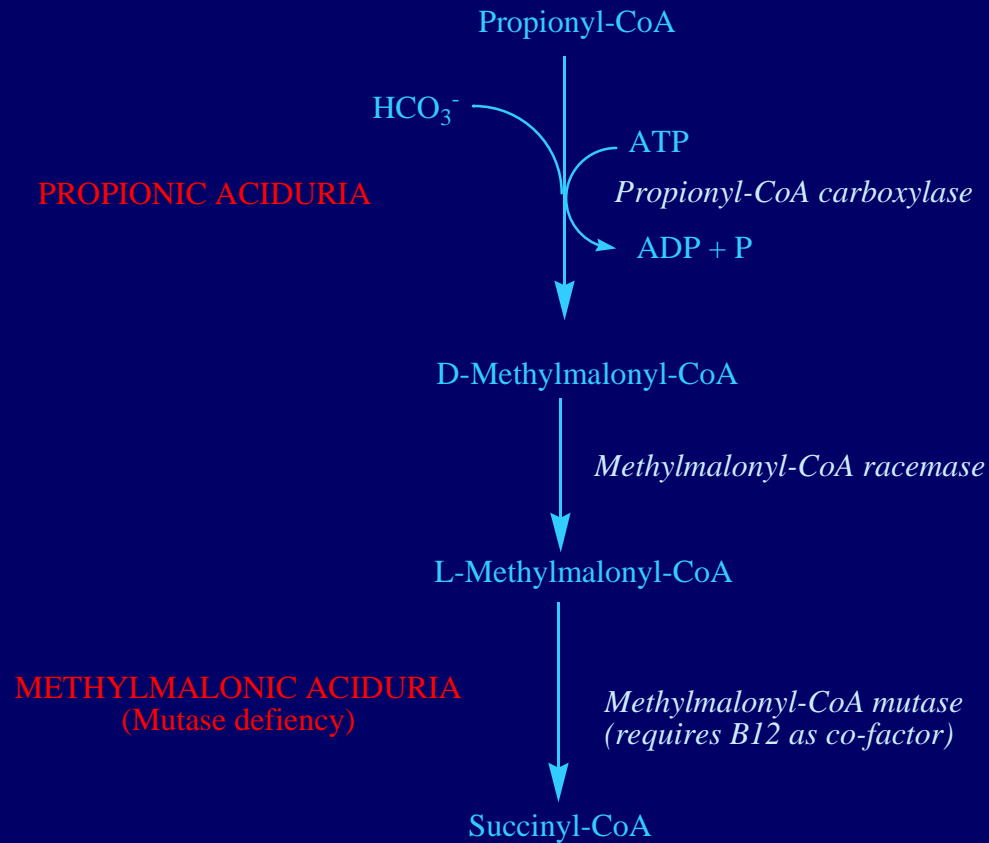 Propionyl-CoA
HCO₃⁻
ATP
PROPIONIC ACIDURIA
Propionyl-CoA carboxylase
ADP + P
D-Methylmalonyl-CoA
Methylmalonyl-CoA racemase
L-Methylmalonyl-CoA
METHYLMALONIC ACIDURIA
(Mutase defiency)
Methylmalonyl-CoA mutase
(requires B12 as co-factor)
Succinyl-CoA